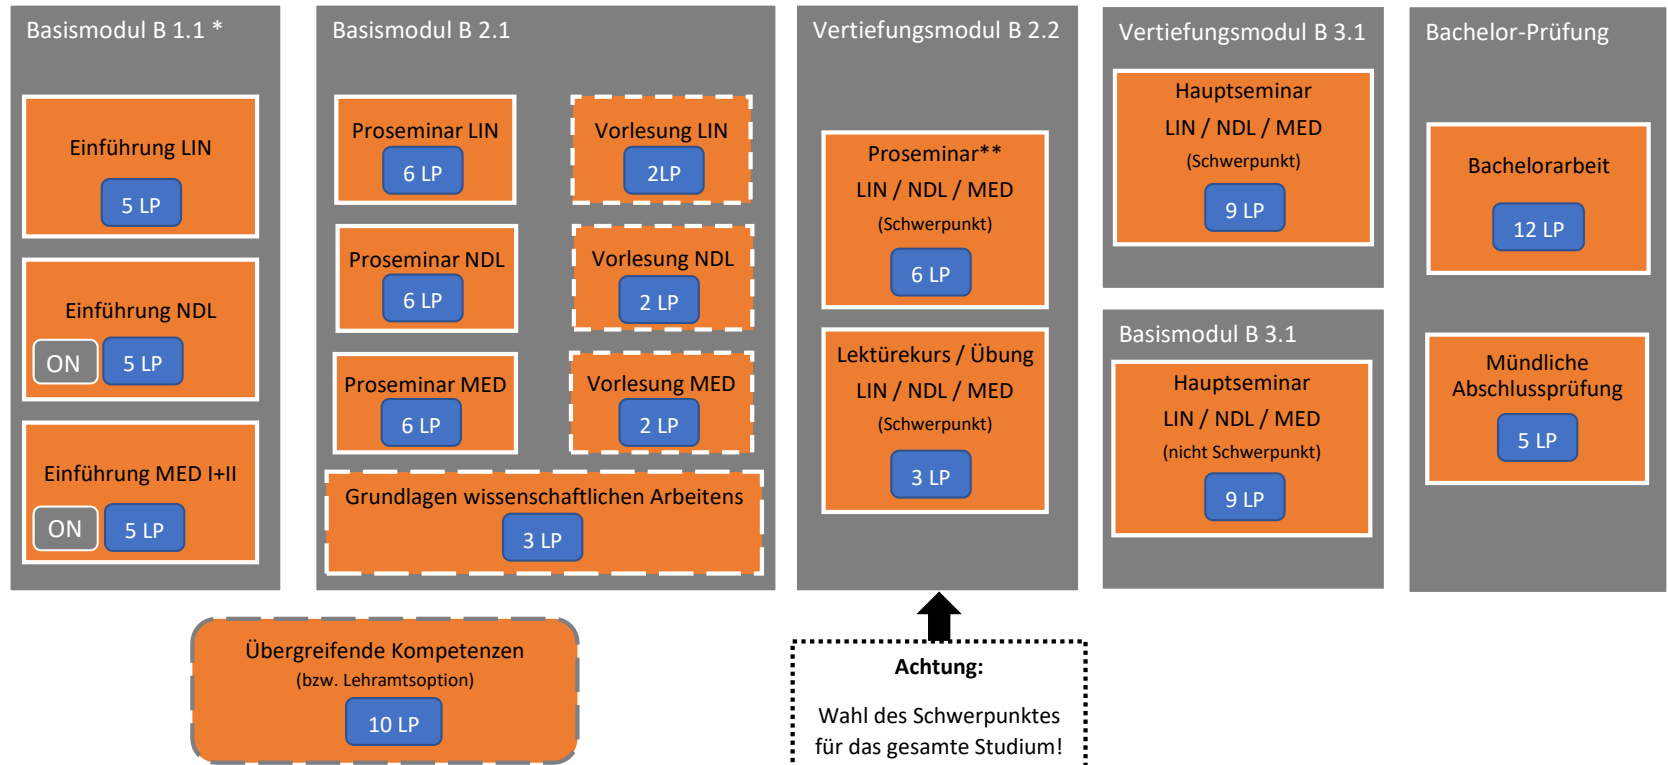 Basismodul B 1.1 *
Einführung LIN
5 LP
Einführung NDL
ON
5 LP
Einführung MED I+II
ON
5 LP
Basismodul B 2.1
Proseminar LIN
6 LP
Vorlesung LIN
2LP
Proseminar NDL
6 LP
Vorlesung NDL
2 LP
Proseminar MED
6 LP
Vorlesung MED
2 LP
Grundlagen wissenschaftlichen Arbeitens
3 LP
Vertiefungsmodul B 2.2
Proseminar**
LIN / NDL / MED
(Schwerpunkt)
6 LP
Lektürekurs / Übung
LIN / NDL / MED
(Schwerpunkt)
3 LP
Vertiefungsmodul B 3.1
Hauptseminar
LIN / NDL / MED
(Schwerpunkt)
9 LP
Basismodul B 3.1
Hauptseminar
LIN / NDL / MED
(nicht Schwerpunkt)
9 LP
Bachelor-Prüfung
Bachelorarbeit
12 LP
Mündliche
Abschlussprüfung
5 LP
Übergreifende Kompetenzen
(bzw. Lehramtsoption)
10 LP
Achtung:
Wahl des Schwerpunktes
für das gesamte Studium!